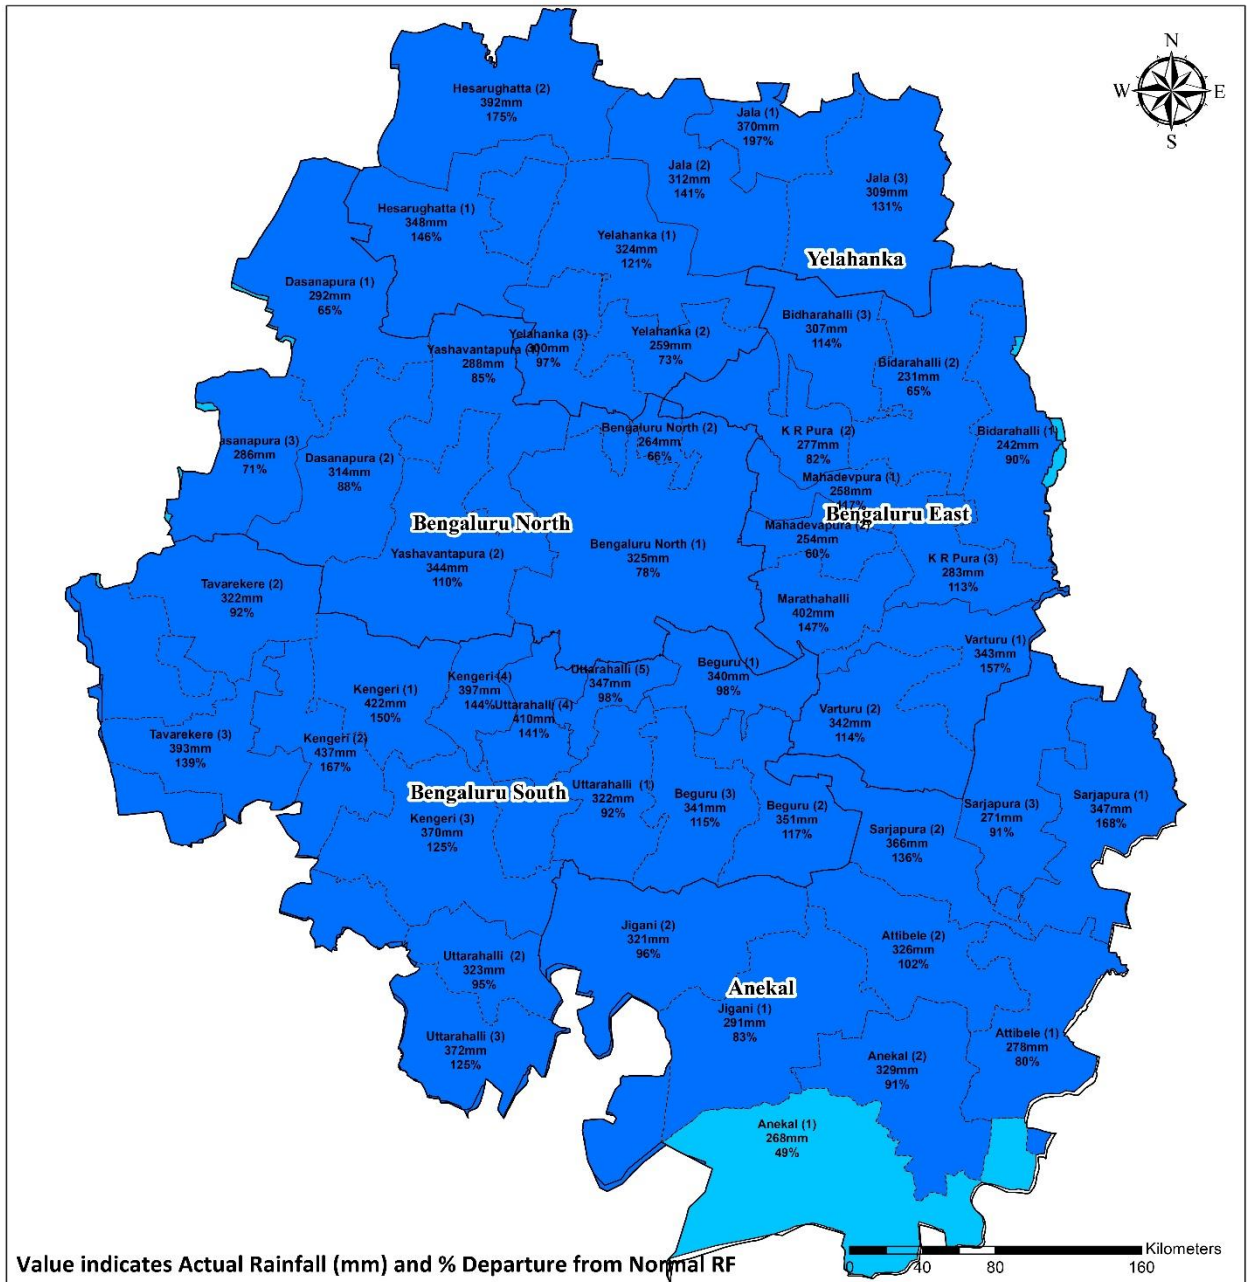 N
W E
S
Hesarughatta (2)
392mm
175%
Jala (1)
370mm
197%
Jala (2)
312mm
141%
Jala (3)
309mm
131%
Hesarughatta (1)
348mm
146%
Yelahanka (1)
324mm
121%
Yelahanka
Dasanapura (1)
292mm
65%
Yashavantapura (1)
288mm
85%
Yelahanka (3)
300mm
97%
Yelahanka (2)
259mm
73%
Bidharahalli (3)
307mm
114%
Bidarahalli (2)
231mm
65%
Dasanapura (3)
286mm
71%
Dasanapura (2)
314mm
88%
Bengaluru North (2)
264mm
66%
K R Pura (2)
277mm
82%
Bidarahalli (1)
242mm
90%
Mahadevpura (1)
258mm
117%
Bengaluru North
Bengaluru East
Mahadevapura (2)
254mm
60%
Yashavantapura (2)
344mm
110%
Bengaluru North (1)
325mm
78%
K R Pura (3)
283mm
113%
Tavarekere (2)
322mm
92%
Marathahalli
402mm
147%
Varturu (1)
343mm
157%
Kengeri (1)
422mm
150%
Kengeri (4)
397mm
144%
Uttarahalli (4)
410mm
141%
Uttarahalli (5)
347mm
98%
Beguru (1)
340mm
98%
Varturu (2)
342mm
114%
Tavarekere (3)
393mm
139%
Kengeri (2)
437mm
167%
Bengaluru South
Kengeri (3)
370mm
125%
Uttarahalli (1)
322mm
92%
Beguru (3)
341mm
115%
Beguru (2)
351mm
117%
Sarjapura (2)
366mm
136%
Sarjapura (3)
271mm
91%
Sarjapura (1)
347mm
168%
Uttarahalli (2)
323mm
95%
Jigani (2)
321mm
96%
Attibele (2)
326mm
102%
Anekal
Jigani (1)
291mm
83%
Uttarahalli (3)
372mm
125%
Anekal (2)
329mm
91%
Attibele (1)
278mm
80%
Anekal (1)
268mm
49%
Value indicates Actual Rainfall (mm) and % Departure from Normal RF
Kilometers
0 40 80 160